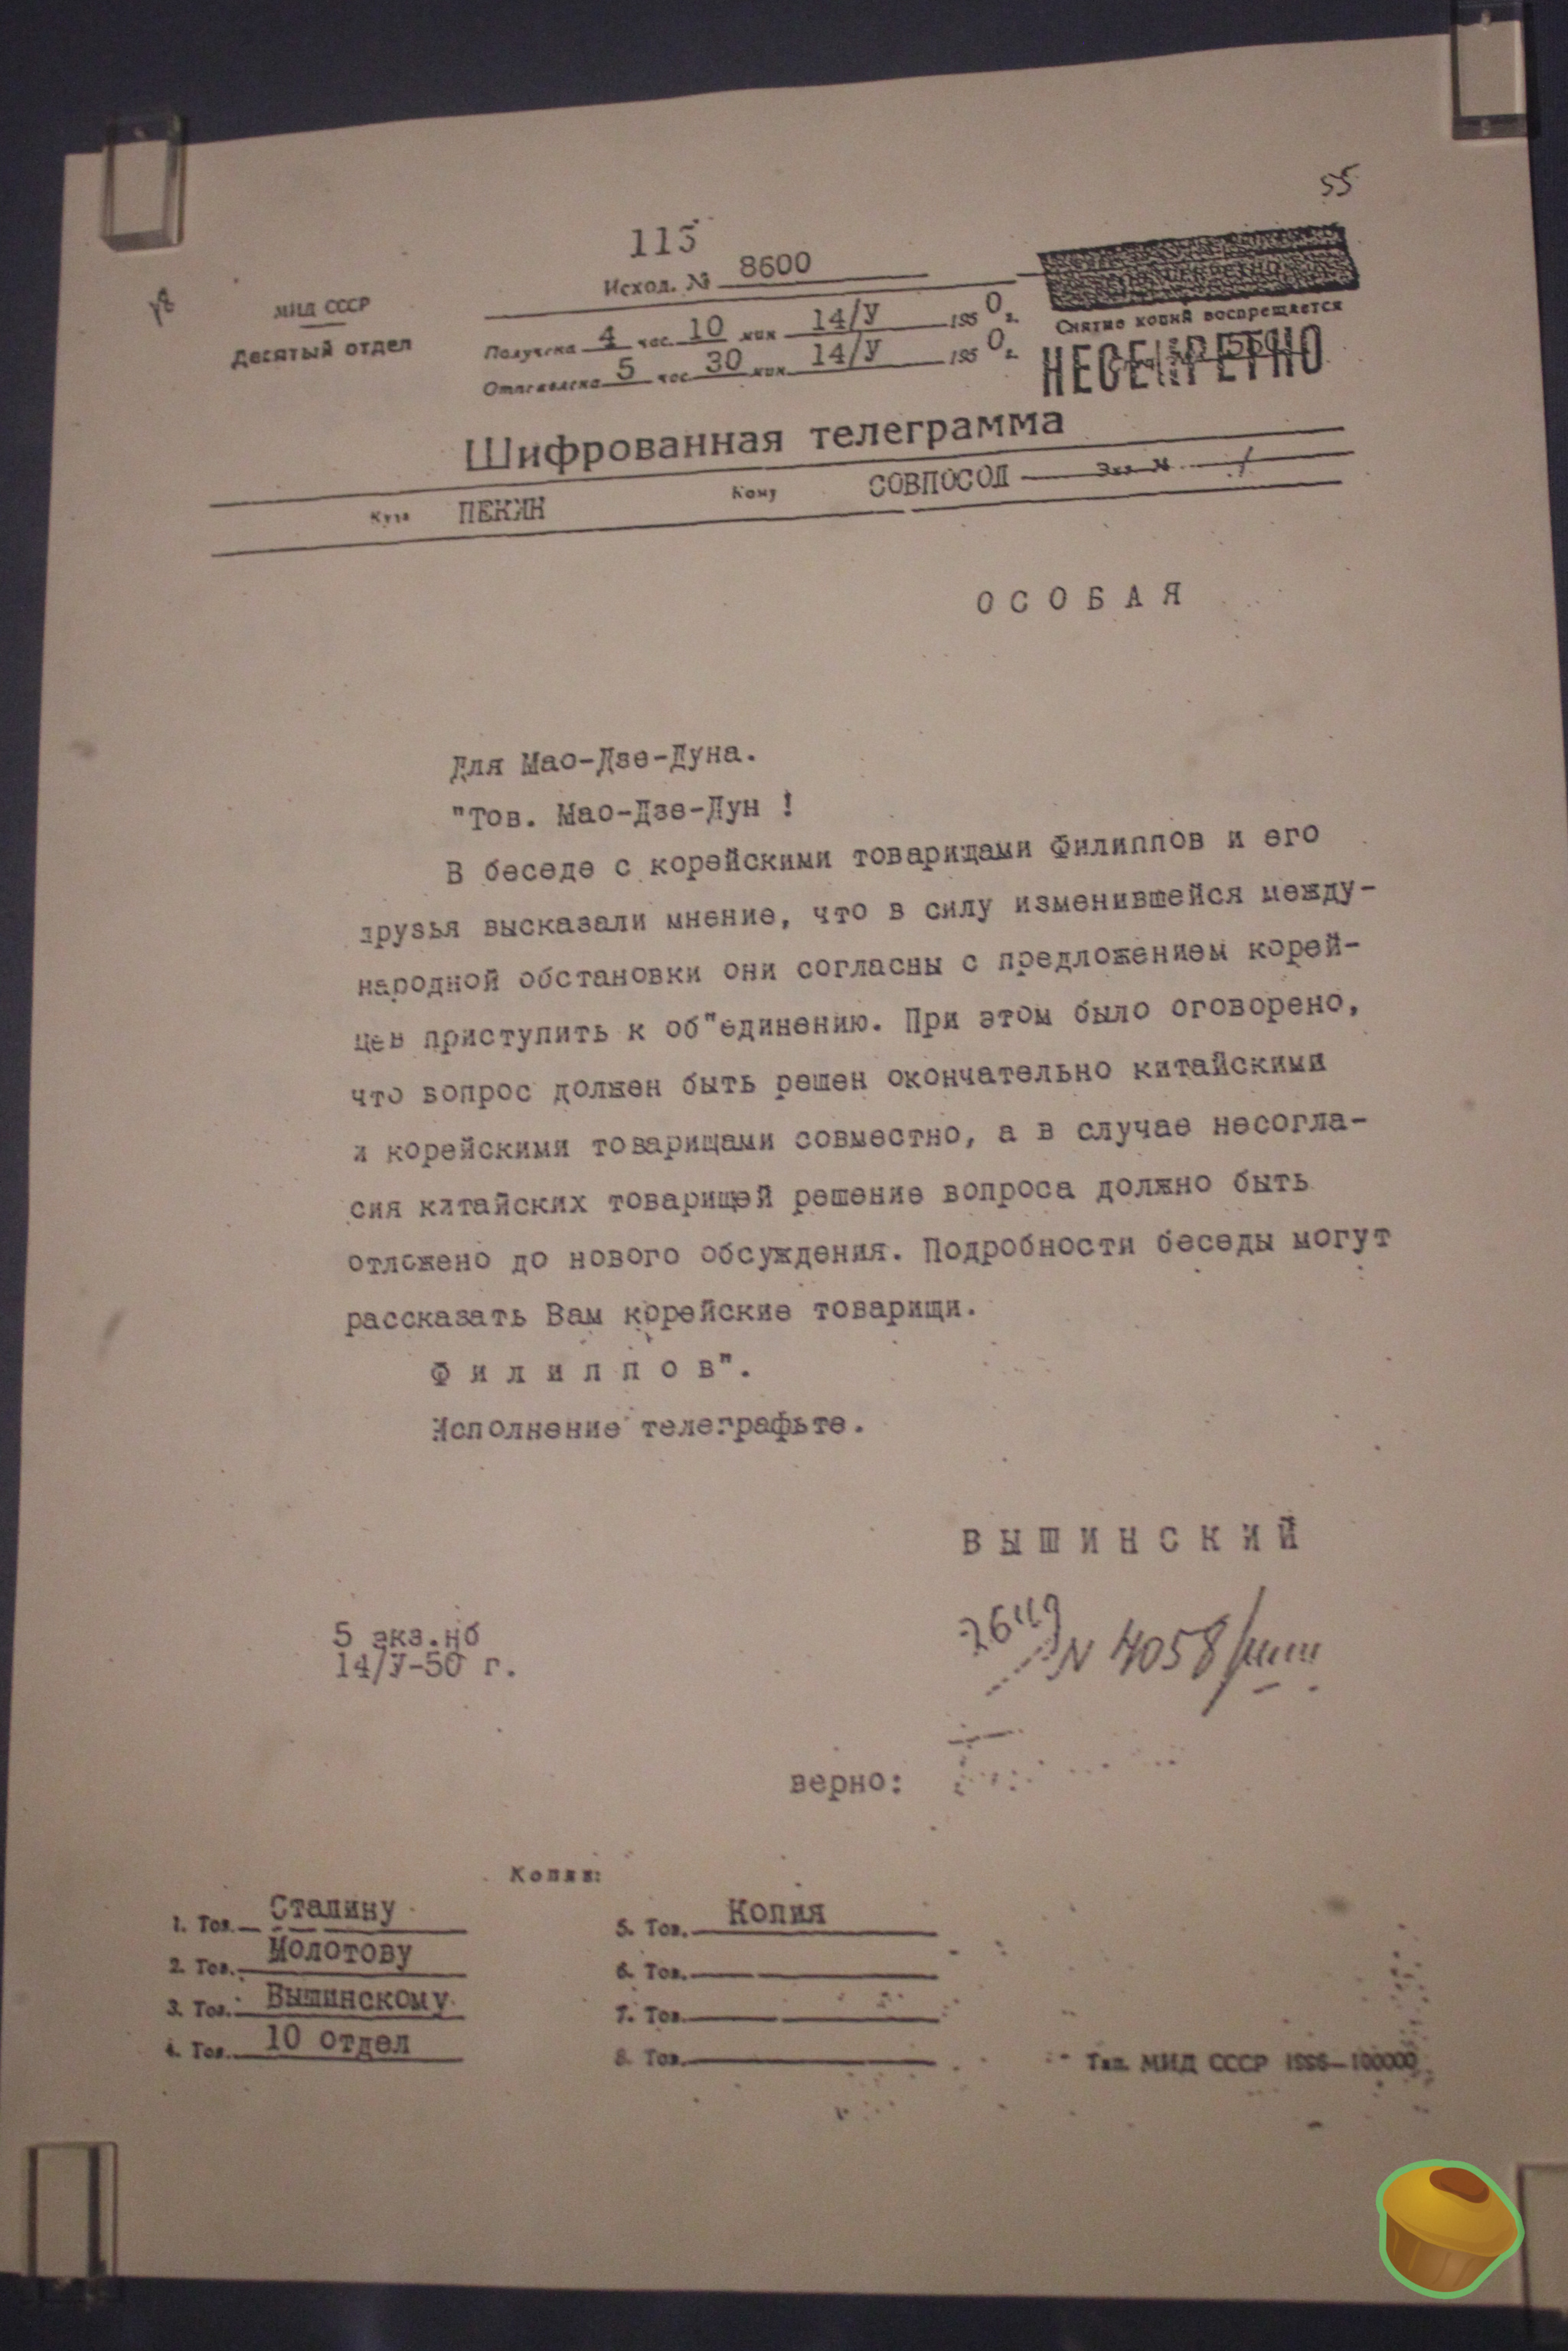 55
115
Исход. № 8600
МИД СССР
Десятый отдел
Получена 4 час. 10 мин 14/У 1950 г.
Отправлена 5 час 30 мин 14/У 1950 г.
Снятие копий воспрещается
НЕСЕКРЕТНО
Шифрованная телеграмма
Куда ПЕКИН Кому СОВПОСОЛ Экз. №
ОСОБАЯ
Для Мао-Дзе-Дуна.
"Тов. Мао-Дзе-Дун !
В беседе с корейскими товарищами Филиппов и его
друзья высказали мнение, что в силу изменившейся между-
народной обстановки они согласны с предложением корей-
цев приступить к об"единению. При этом было оговорено,
что вопрос должен быть решен окончательно китайскими
и корейскими товарищами совместно, а в случае несогла-
сия китайских товарищей решение вопроса должно быть
отложено до нового обсуждения. Подробности беседы могут
рассказать Вам корейские товарищи.
Филиппов".
Исполнение телеграфьте.
ВЫШИНСКИЙ
5 экз.нб
14/У-50 г.
N 4058
верно:
Копии:
1. Тов. Сталину
2. Тов. Молотову
3. Тов. Вышинскому
4. Тов. 10 отдел
5. Тов. Копия
6. Тов.
7. Тов.
8. Тов.
Тип. МИД СССР